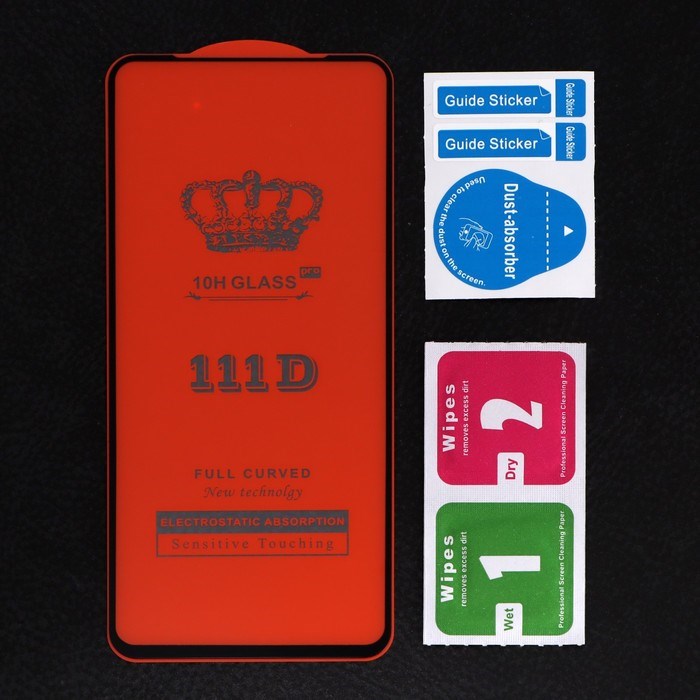 10H GLASS pro
111D
FULL CURVED
New technolgy
ELECTROSTATIC ABSORPTION
Sensitive Touching
Guide Sticker
Guide Sticker
Guide Sticker
Guide Sticker
Dust-absorber
Used to clear the dust on the screen.
Wipes
removes excess dirt
2
Dry
Professional Screen Cleaning Paper
Wipes
removes excess dirt
1
Wet
Professional Screen Cleaning Paper